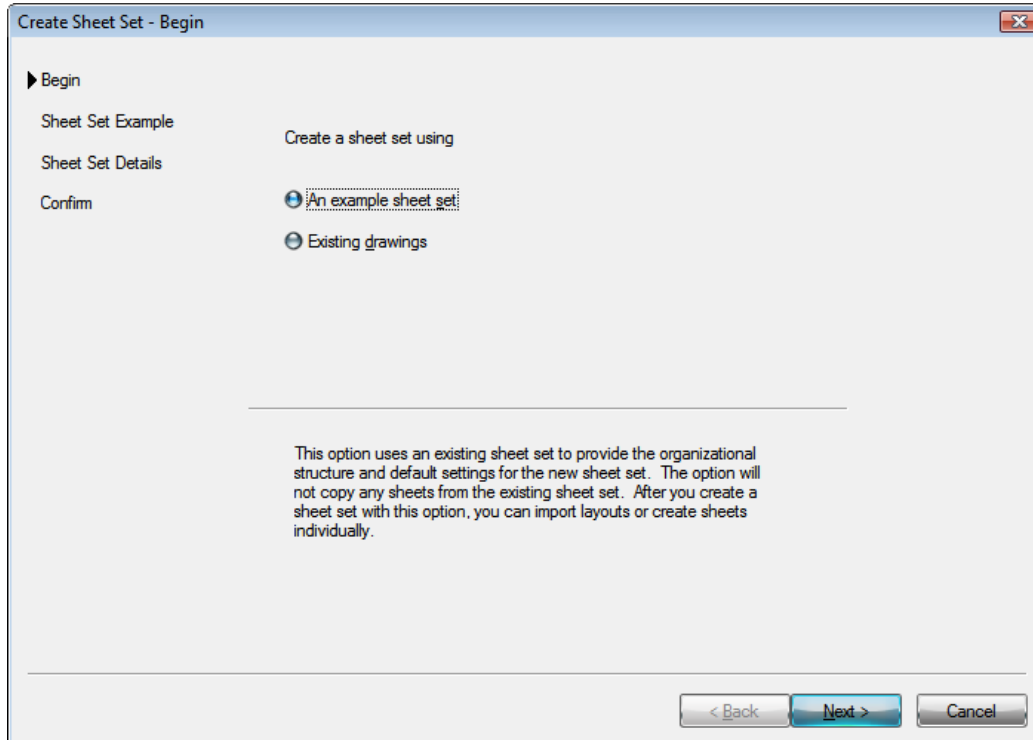 Create Sheet Set - Begin
Begin
Sheet Set Example
Sheet Set Details
Confirm
Create a sheet set using
An example sheet set
Existing drawings
This option uses an existing sheet set to provide the organizational
structure and default settings for the new sheet set.  The option will
not copy any sheets from the existing sheet set.  After you create a
sheet set with this option, you can import layouts or create sheets
individually.
< Back
Next >
Cancel